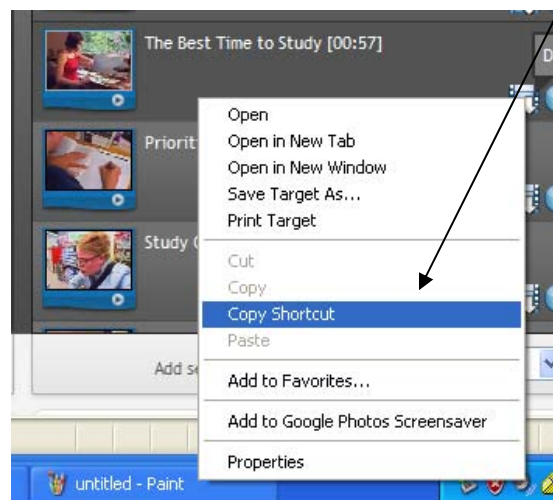 The Best Time to Study [00:57]
D
Open
Open in New Tab
Priorit
Open in New Window
Save Target As...
Print Target
Study
Cut
Copy
Copy Shortcut
Paste
Add se
Add to Favorites...
Add to Google Photos Screensaver
Properties
untitled - Paint